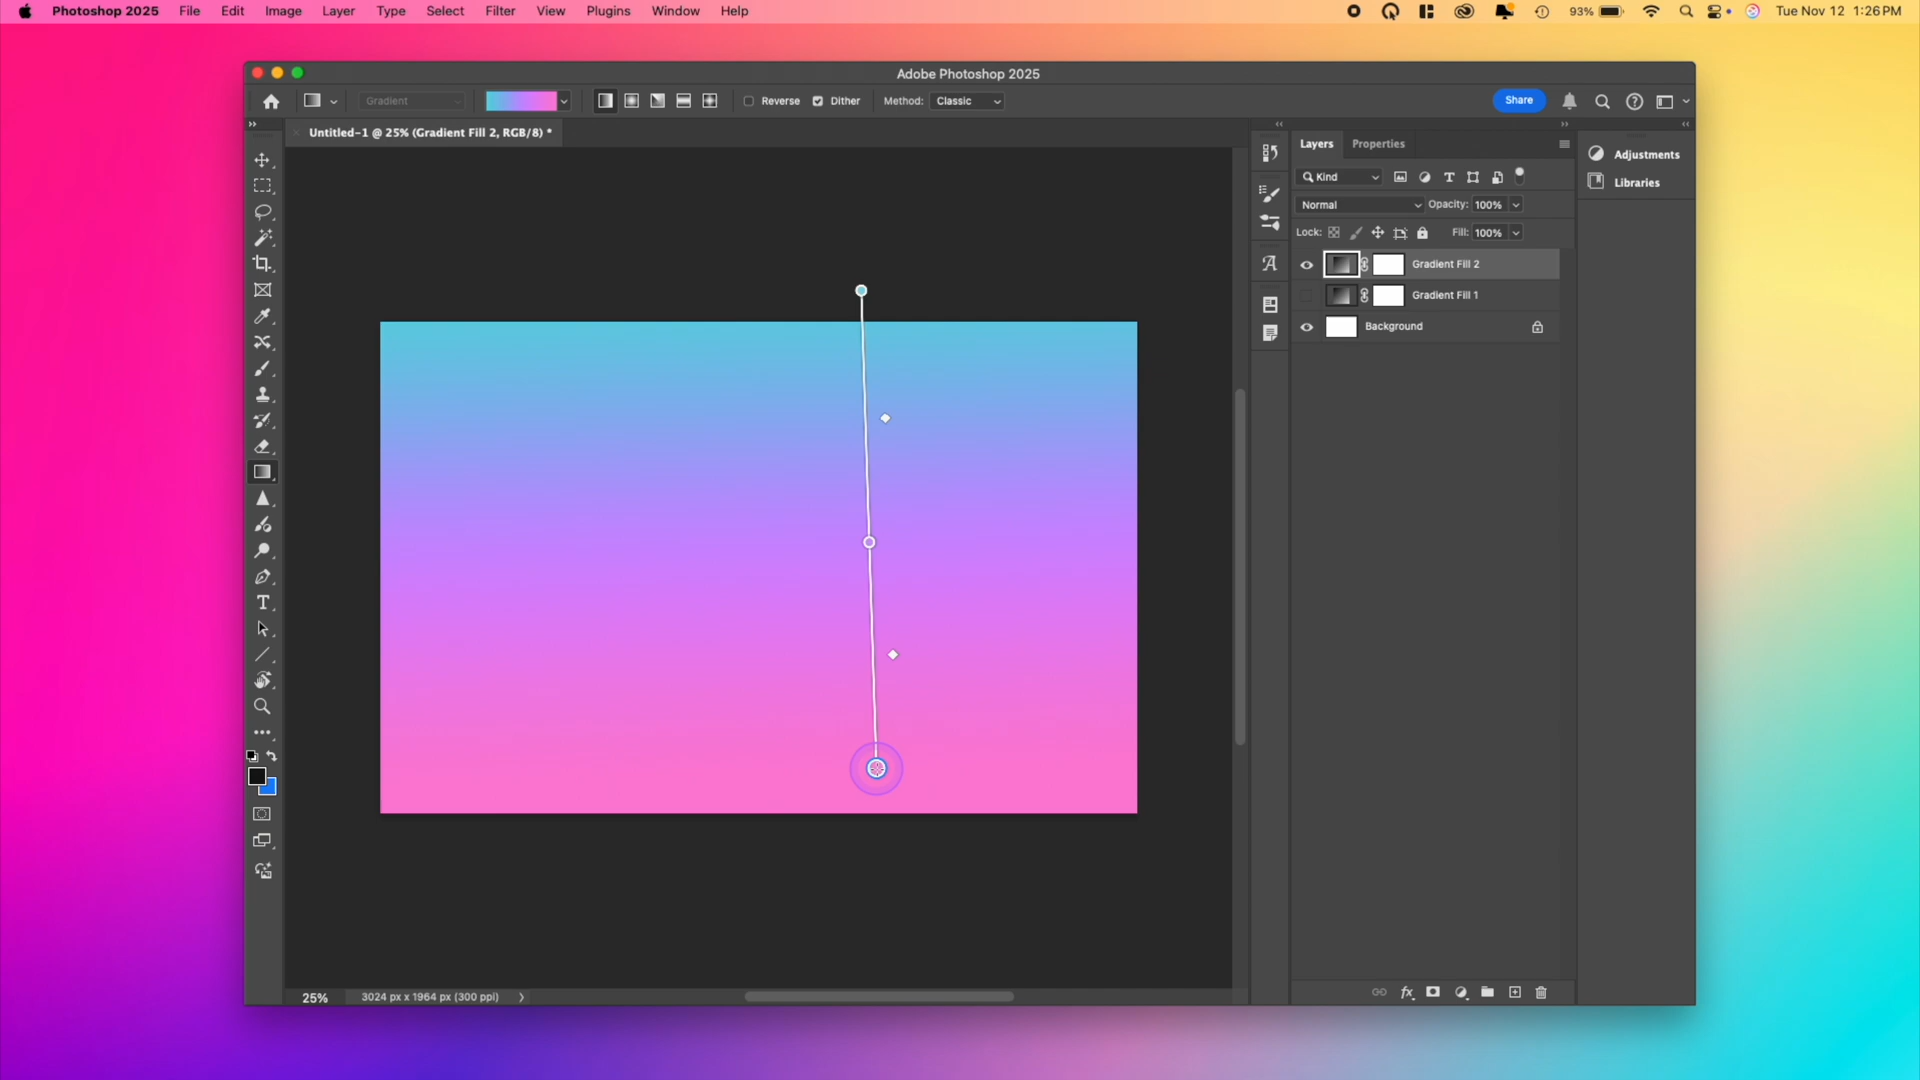 Photoshop 2025 File Edit Image Layer Type Select Filter View Plugins Window Help 93% Tue Nov 12 1:26 PM
Adobe Photoshop 2025
Gradient Reverse Dither Method: Classic Share
Untitled-1 @ 25% (Gradient Fill 2, RGB/8) *
Layers Properties
Adjustments
Libraries
Kind
Normal Opacity: 100%
Lock: Fill: 100%
Gradient Fill 2
Gradient Fill 1
Background
25% 3024 px x 1964 px (300 ppi)